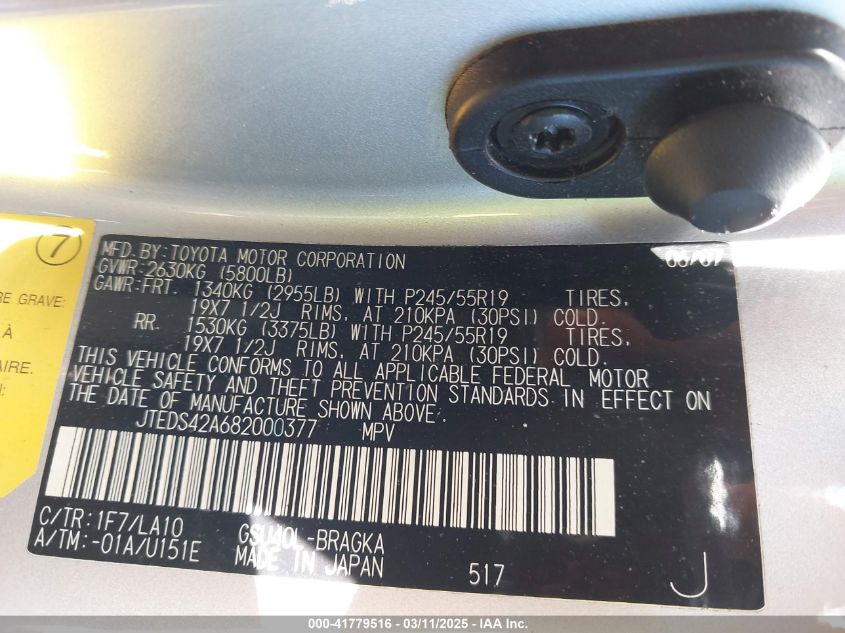 7
RE GRAVE:
À
AIRE.
MFD. BY: TOYOTA MOTOR CORPORATION
GVWR: 2630KG (5800LB)
GAWR-FRT. 1340KG (2955LB) WITH P245/55R19 TIRES,
19X7 1/2J RIMS, AT 210KPA (30PSI) COLD.
RR. 1530KG (3375LB) WITH P245/55R19 TIRES,
19X7 1/2J RIMS, AT 210KPA (30PSI) COLD.
THIS VEHICLE CONFORMS TO ALL APPLICABLE FEDERAL MOTOR
VEHICLE SAFETY AND THEFT PREVENTION STANDARDS IN EFFECT ON
THE DATE OF MANUFACTURE SHOWN ABOVE.
JTEDS42A682000377 MPV
C/TR: 1F7/LA10 GSU40L-BRAGKA
A/TM: -01A/U151E MADE IN JAPAN 517 J
000-41779516 - 03/11/2025 - IAA Inc.